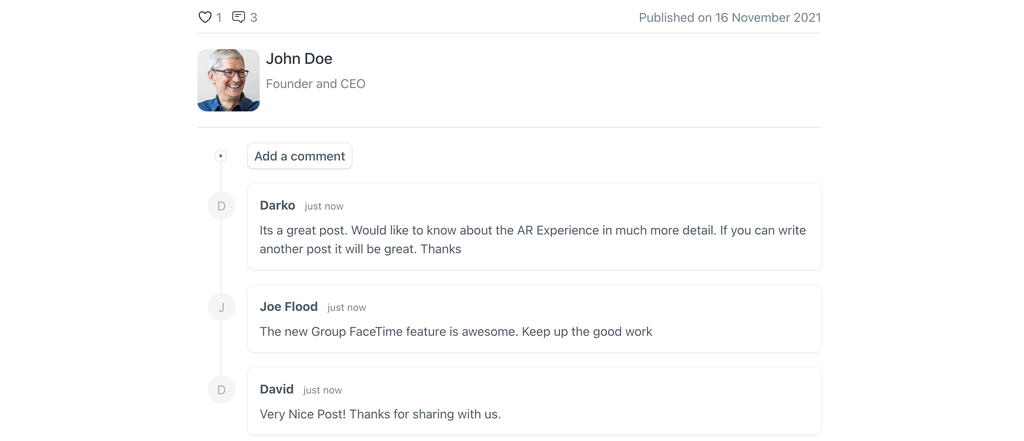 1 3 Published on 16 November 2021
John Doe
Founder and CEO
Add a comment
D Darko just now
Its a great post. Would like to know about the AR Experience in much more detail. If you can write
another post it will be great. Thanks
J Joe Flood just now
The new Group FaceTime feature is awesome. Keep up the good work
D David just now
Very Nice Post! Thanks for sharing with us.